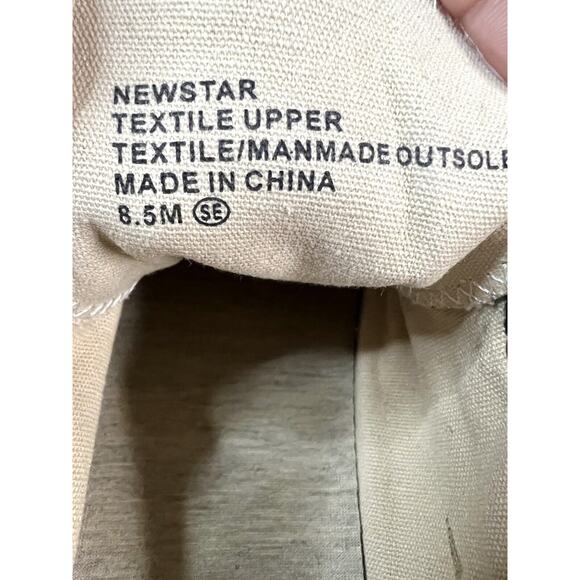 NEWSTAR
TEXTILE UPPER
TEXTILE/MANMADE OUTSOLE
MADE IN CHINA
8.5M SE